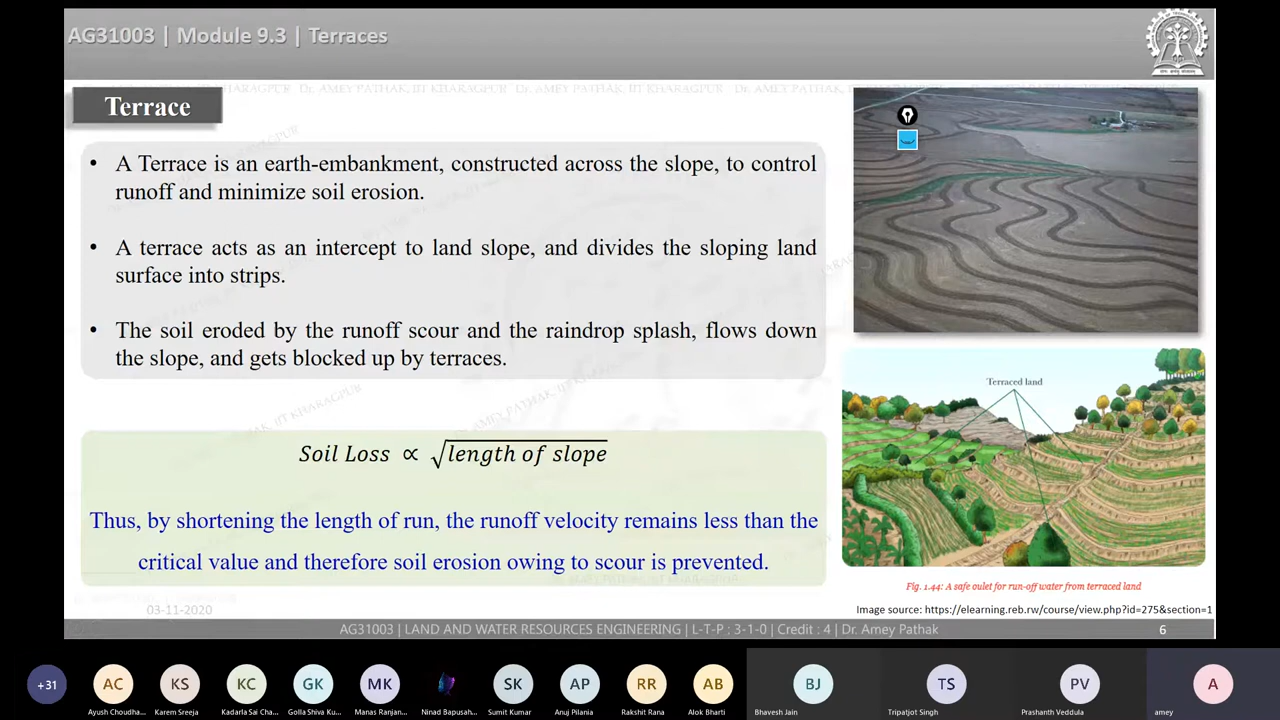 AG31003 | Module 9.3 | Terraces
Terrace
• A Terrace is an earth-embankment, constructed across the slope, to control
runoff and minimize soil erosion.
• A terrace acts as an intercept to land slope, and divides the sloping land
surface into strips.
• The soil eroded by the runoff scour and the raindrop splash, flows down
the slope, and gets blocked up by terraces.
Soil Loss ∝ √length of slope
Thus, by shortening the length of run, the runoff velocity remains less than the
critical value and therefore soil erosion owing to scour is prevented.
Terraced land
Fig. 1.44: A safe oulet for run-off water from terraced land
Image source: https://elearning.reb.rw/course/view.php?id=275&section=1
03-11-2020
AG31003 | LAND AND WATER RESOURCES ENGINEERING | L-T-P : 3-1-0 | Credit : 4 | Dr. Amey Pathak
6
+31
AC
KS
KC
GK
MK
SK
AP
RR
AB
BJ
TS
PV
A
Ayush Choudha...
Karem Sreeja
Kadarla Sai Cha...
Golla Shiva Ku...
Manas Ranjan...
Ninad Bapusah...
Sumit Kumar
Anuj Pilania
Rakshit Rana
Alok Bharti
Bhavesh Jain
Tripatjot Singh
Prashanth Veddula
amey